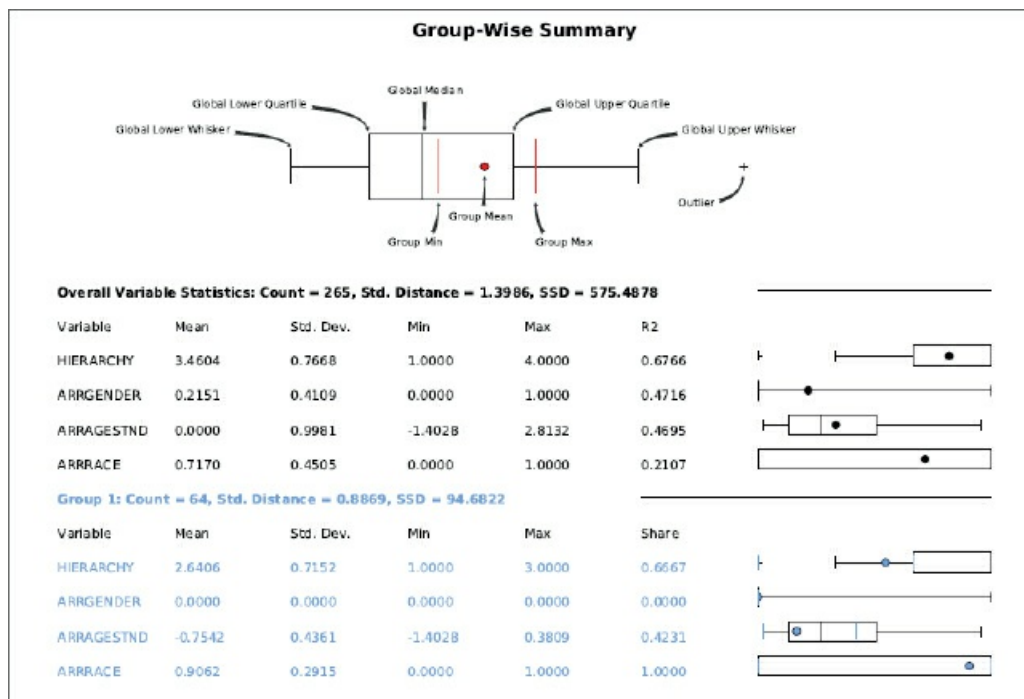 Group-Wise Summary
Global Median
Global Lower Quartile
Global Upper Quartile
Global Lower Whisker
Global Upper Whisker
Outlier
Group Mean
Group Min
Group Max
Overall Variable Statistics: Count = 265, Std. Distance = 1.3986, SSD = 575.4878
Variable Mean Std. Dev. Min Max R2
HIERARCHY 3.4604 0.7668 1.0000 4.0000 0.6766
ARRGENDER 0.2151 0.4109 0.0000 1.0000 0.4716
ARRAGESTND 0.0000 0.9981 -1.4028 2.8132 0.4695
ARRRACE 0.7170 0.4505 0.0000 1.0000 0.2107
Group 1: Count = 64, Std. Distance = 0.8869, SSD = 94.6822
Variable Mean Std. Dev. Min Max Share
HIERARCHY 2.6406 0.7152 1.0000 3.0000 0.6667
ARRGENDER 0.0000 0.0000 0.0000 0.0000 0.0000
ARRAGESTND -0.7542 0.4361 -1.4028 0.3809 0.4231
ARRRACE 0.9062 0.2915 0.0000 1.0000 1.0000